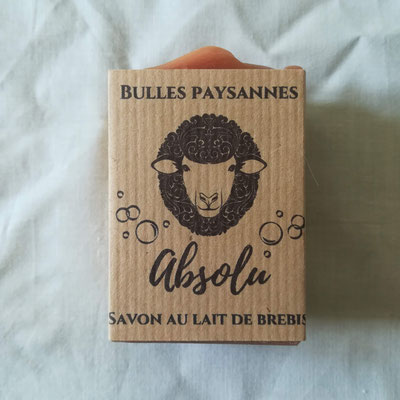 BULLES PAYSANNES
Absolu
SAVON AU LAIT DE BREBIS